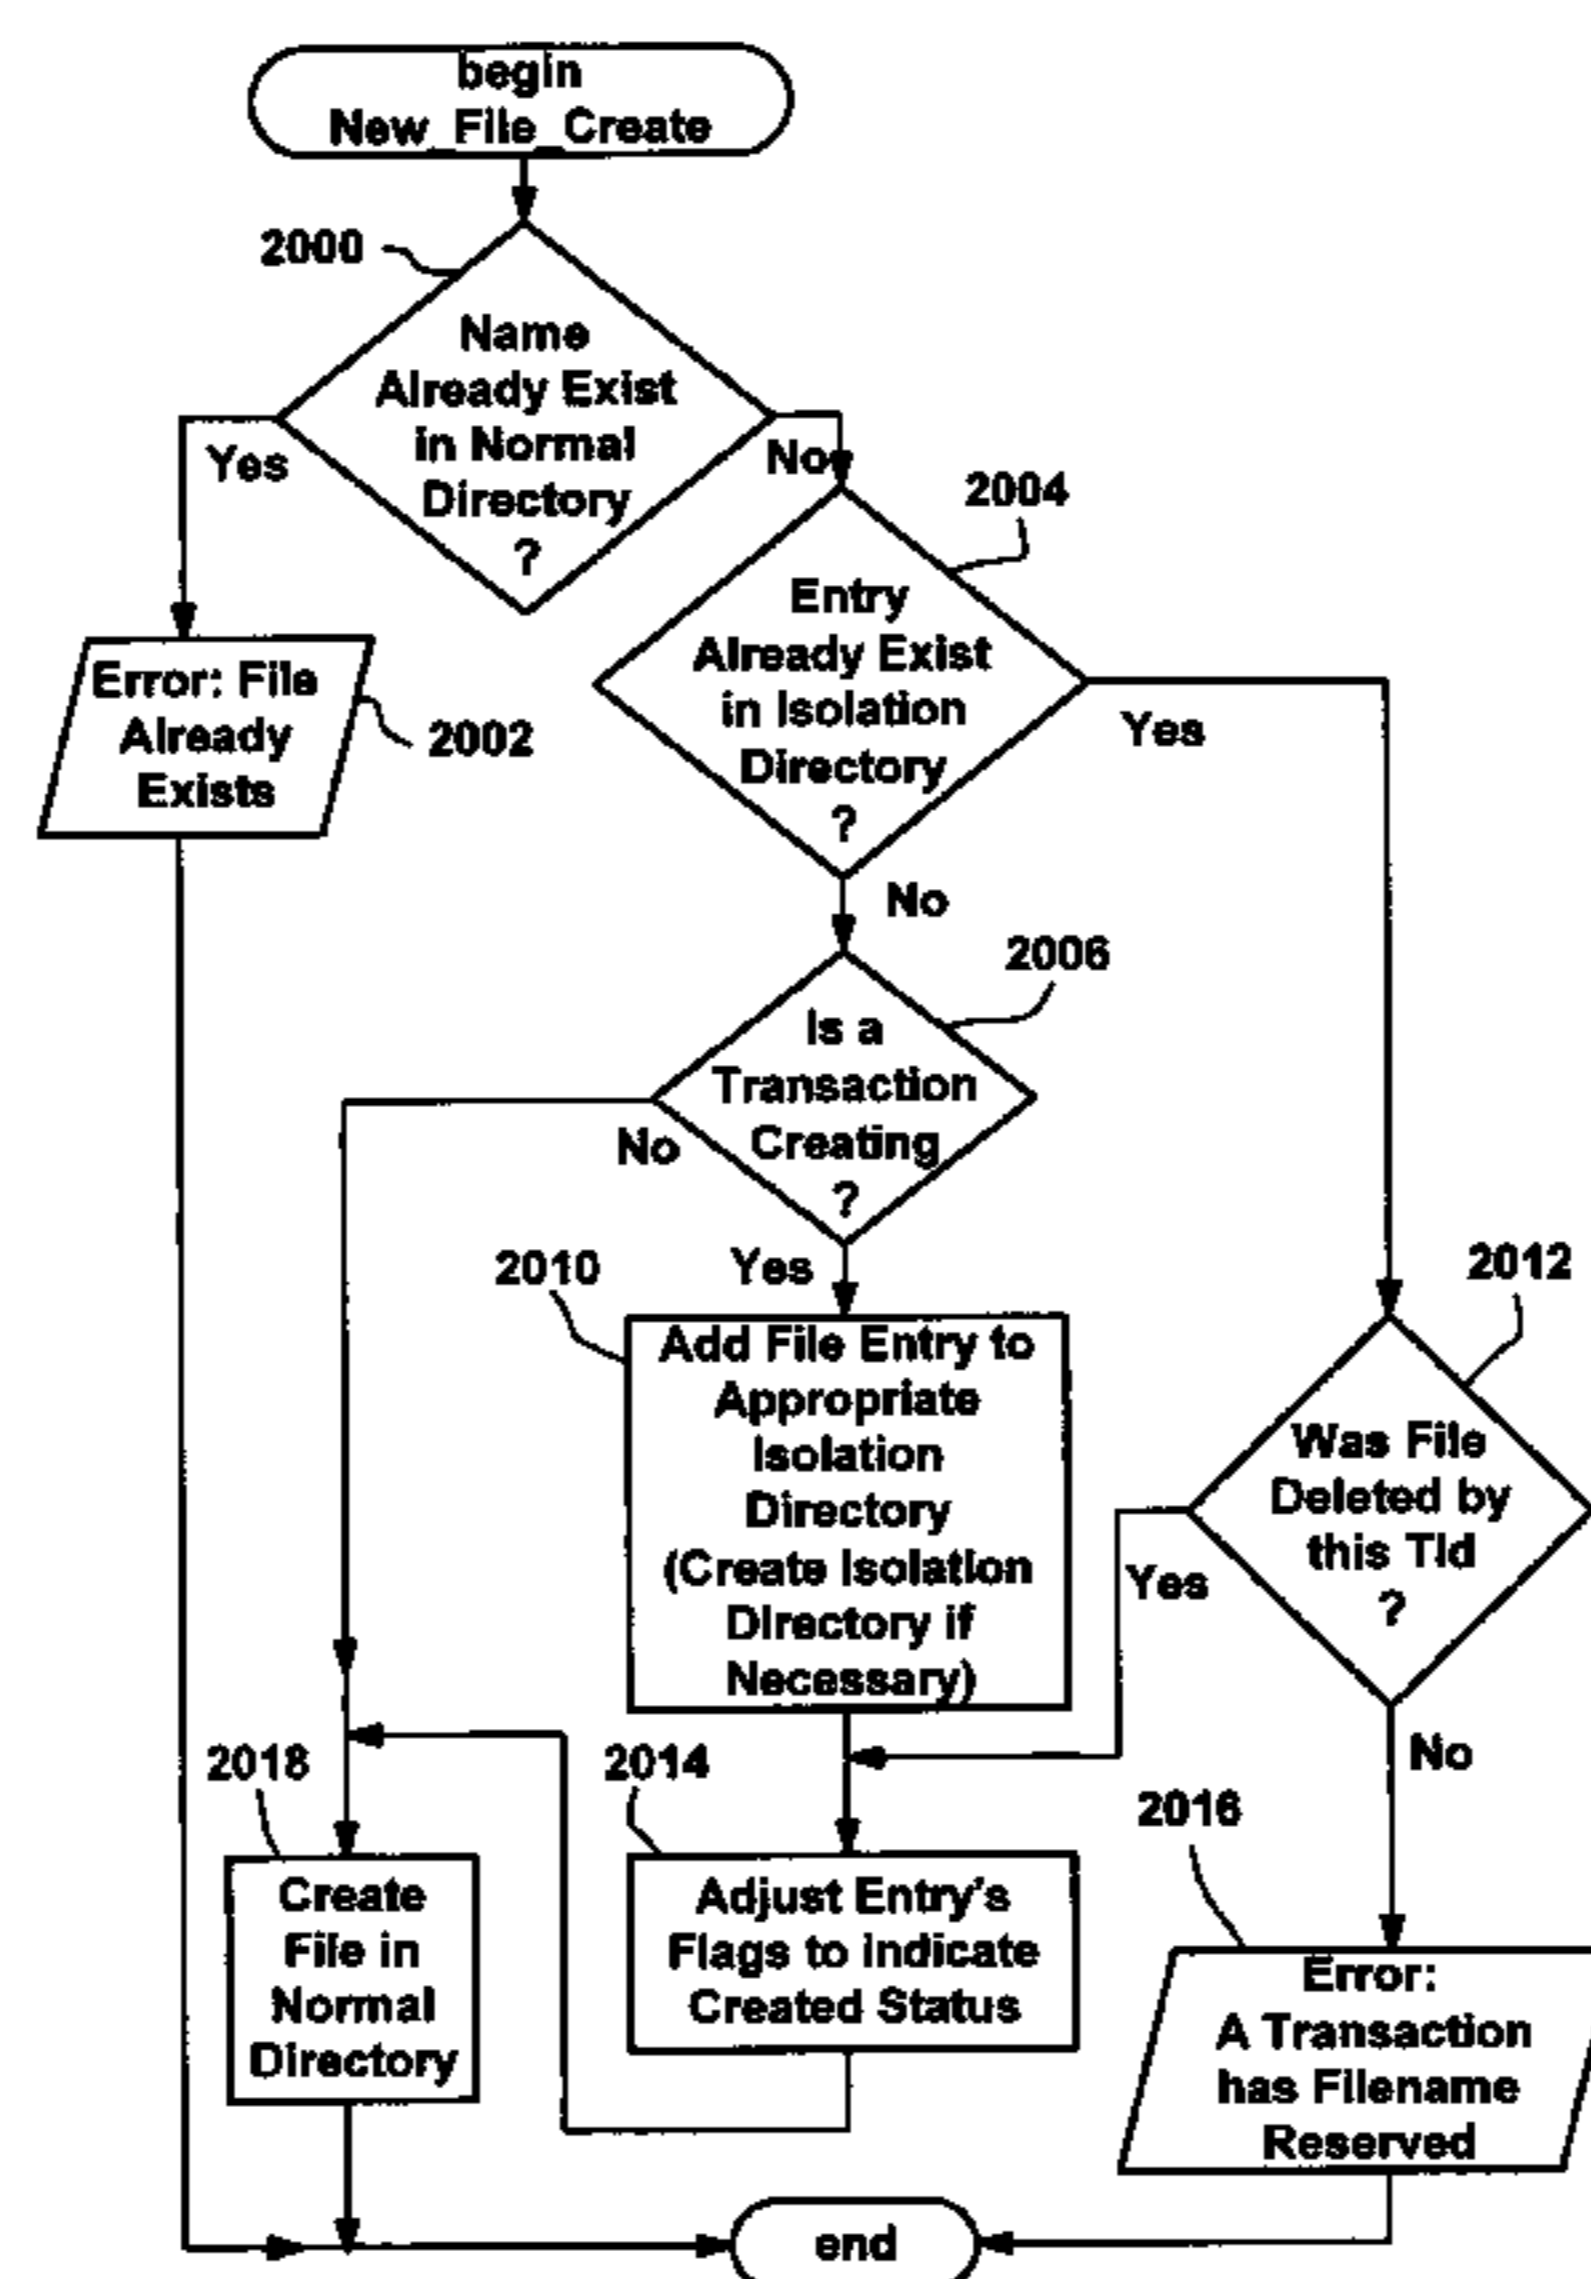 begin
New_File_Create
2000
Name
Already Exist
in Normal
Directory
?
Yes
No
2004
Entry
Already Exist
in Isolation
Directory
?
Yes
Error: File
Already
Exists
2002
No
2006
Is a
Transaction
Creating
?
No
Yes
2010
Add File Entry to
Appropriate
Isolation
Directory
(Create Isolation
Directory if
Necessary)
2012
Was File
Deleted by
this TId
?
Yes
No
2018
Create
File in
Normal
Directory
2014
Adjust Entry's
Flags to Indicate
Created Status
2016
Error:
A Transaction
has Filename
Reserved
end